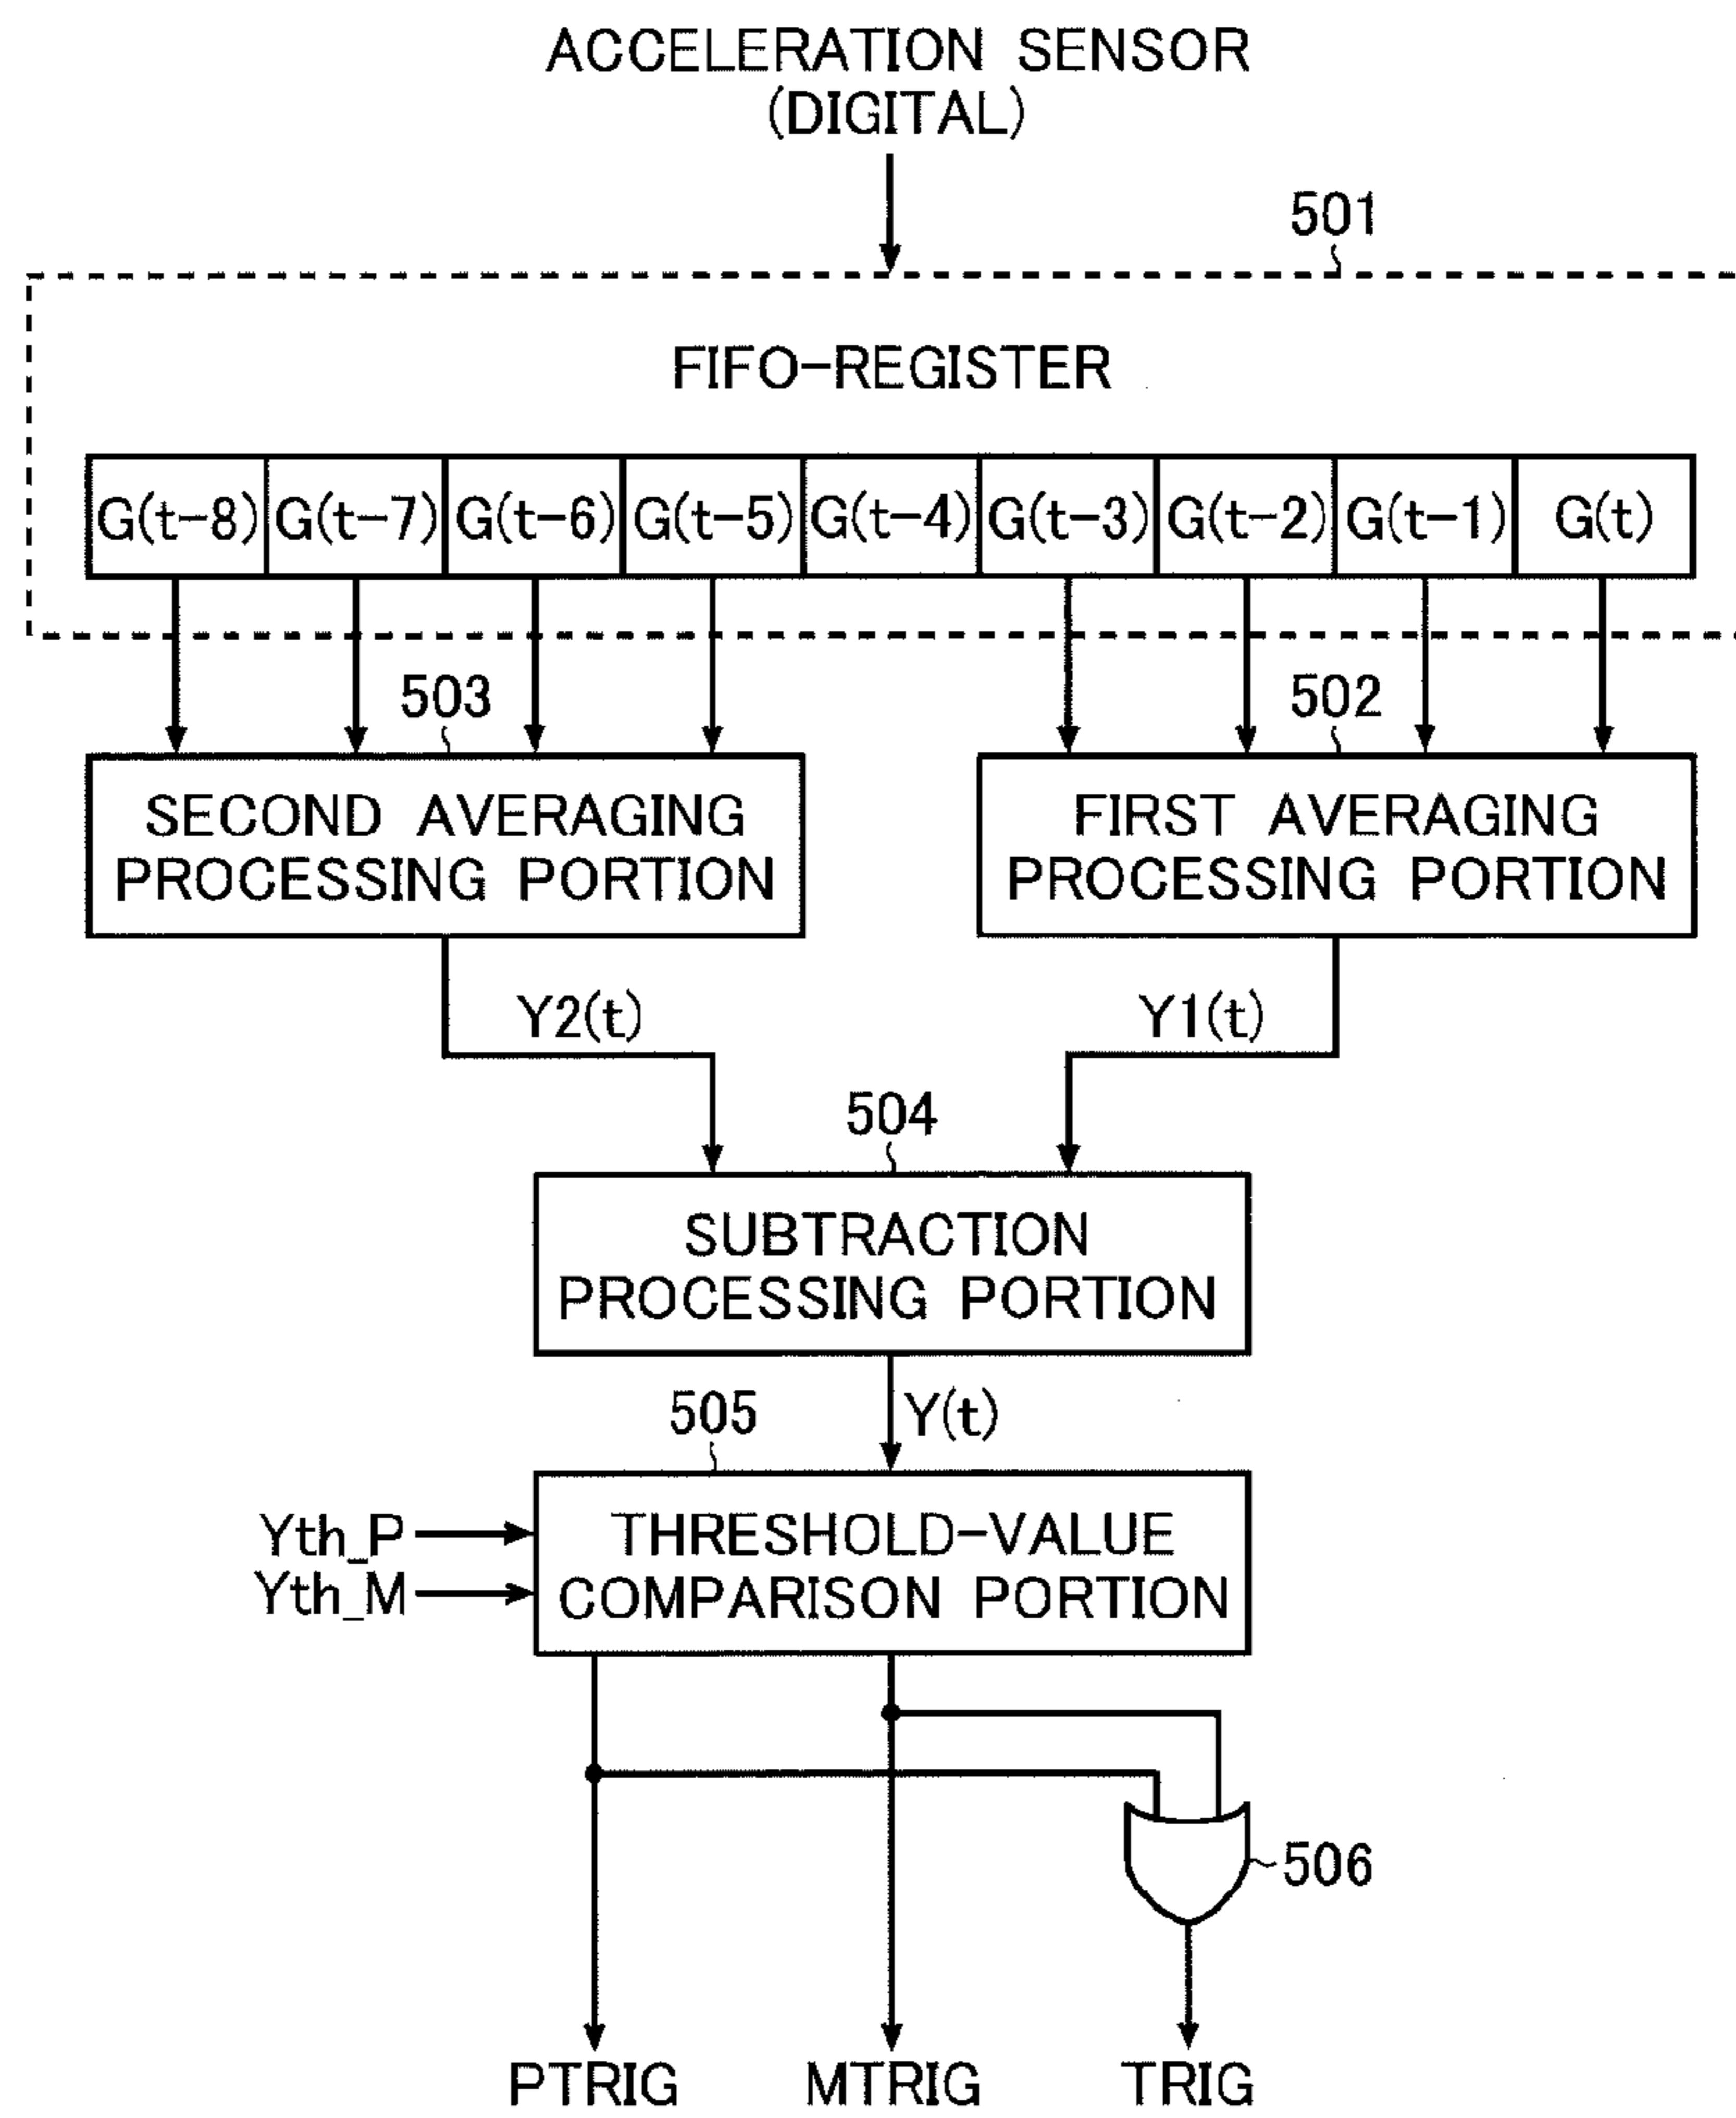 ACCELERATION SENSOR
(DIGITAL)
501
FIFO-REGISTER
G(t-8) G(t-7) G(t-6) G(t-5) G(t-4) G(t-3) G(t-2) G(t-1) G(t)
503
502
SECOND AVERAGING
PROCESSING PORTION
FIRST AVERAGING
PROCESSING PORTION
Y2(t)
Y1(t)
504
SUBTRACTION
PROCESSING PORTION
505
Y(t)
Yth_P
Yth_M
THRESHOLD-VALUE
COMPARISON PORTION
506
PTRIG
MTRIG
TRIG